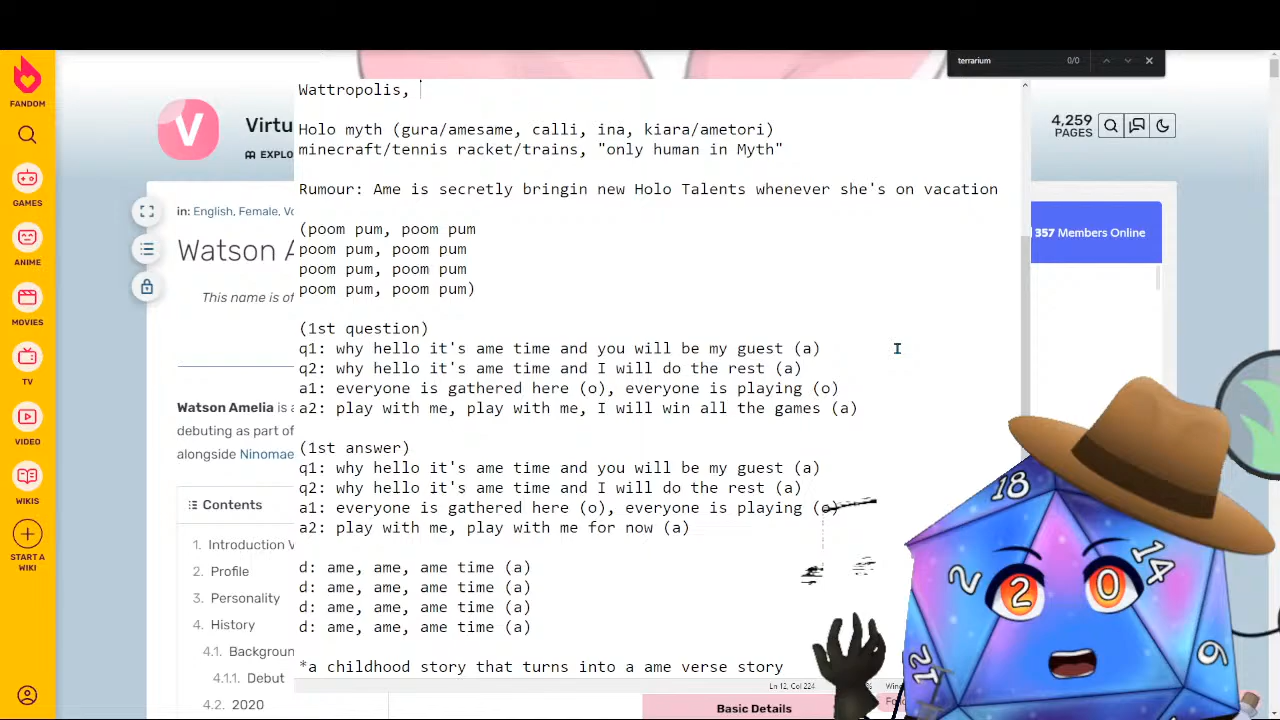 terrarium
0/0
FANDOM
GAMES
ANIME
MOVIES
TV
VIDEO
WIKIS
START A
WIKI
V
Virtu
EXPLO
4,259
PAGES
in: English, Female, Vo
Watson A
This name is of
Watson Amelia is a
debuting as part of
alongside Ninomae
Contents
1. Introduction V
2. Profile
3. Personality
4. History
4.1. Backgroun
4.1.1. Debut
4.2. 2020
357 Members Online
Wattropolis,
Holo myth (gura/amesame, calli, ina, kiara/ametori)
minecraft/tennis racket/trains, "only human in Myth"
Rumour: Ame is secretly bringin new Holo Talents whenever she's on vacation
(poom pum, poom pum
poom pum, poom pum
poom pum, poom pum
poom pum, poom pum)
(1st question)
q1: why hello it's ame time and you will be my guest (a)
q2: why hello it's ame time and I will do the rest (a)
a1: everyone is gathered here (o), everyone is playing (o)
a2: play with me, play with me, I will win all the games (a)
(1st answer)
q1: why hello it's ame time and you will be my guest (a)
q2: why hello it's ame time and I will do the rest (a)
a1: everyone is gathered here (o), everyone is playing (o)
a2: play with me, play with me for now (a)
d: ame, ame, ame time (a)
d: ame, ame, ame time (a)
d: ame, ame, ame time (a)
d: ame, ame, ame time (a)
*a childhood story that turns into a ame verse story
Ln 12, Col 224
Basic Details
18
2
14
2
0
12
6